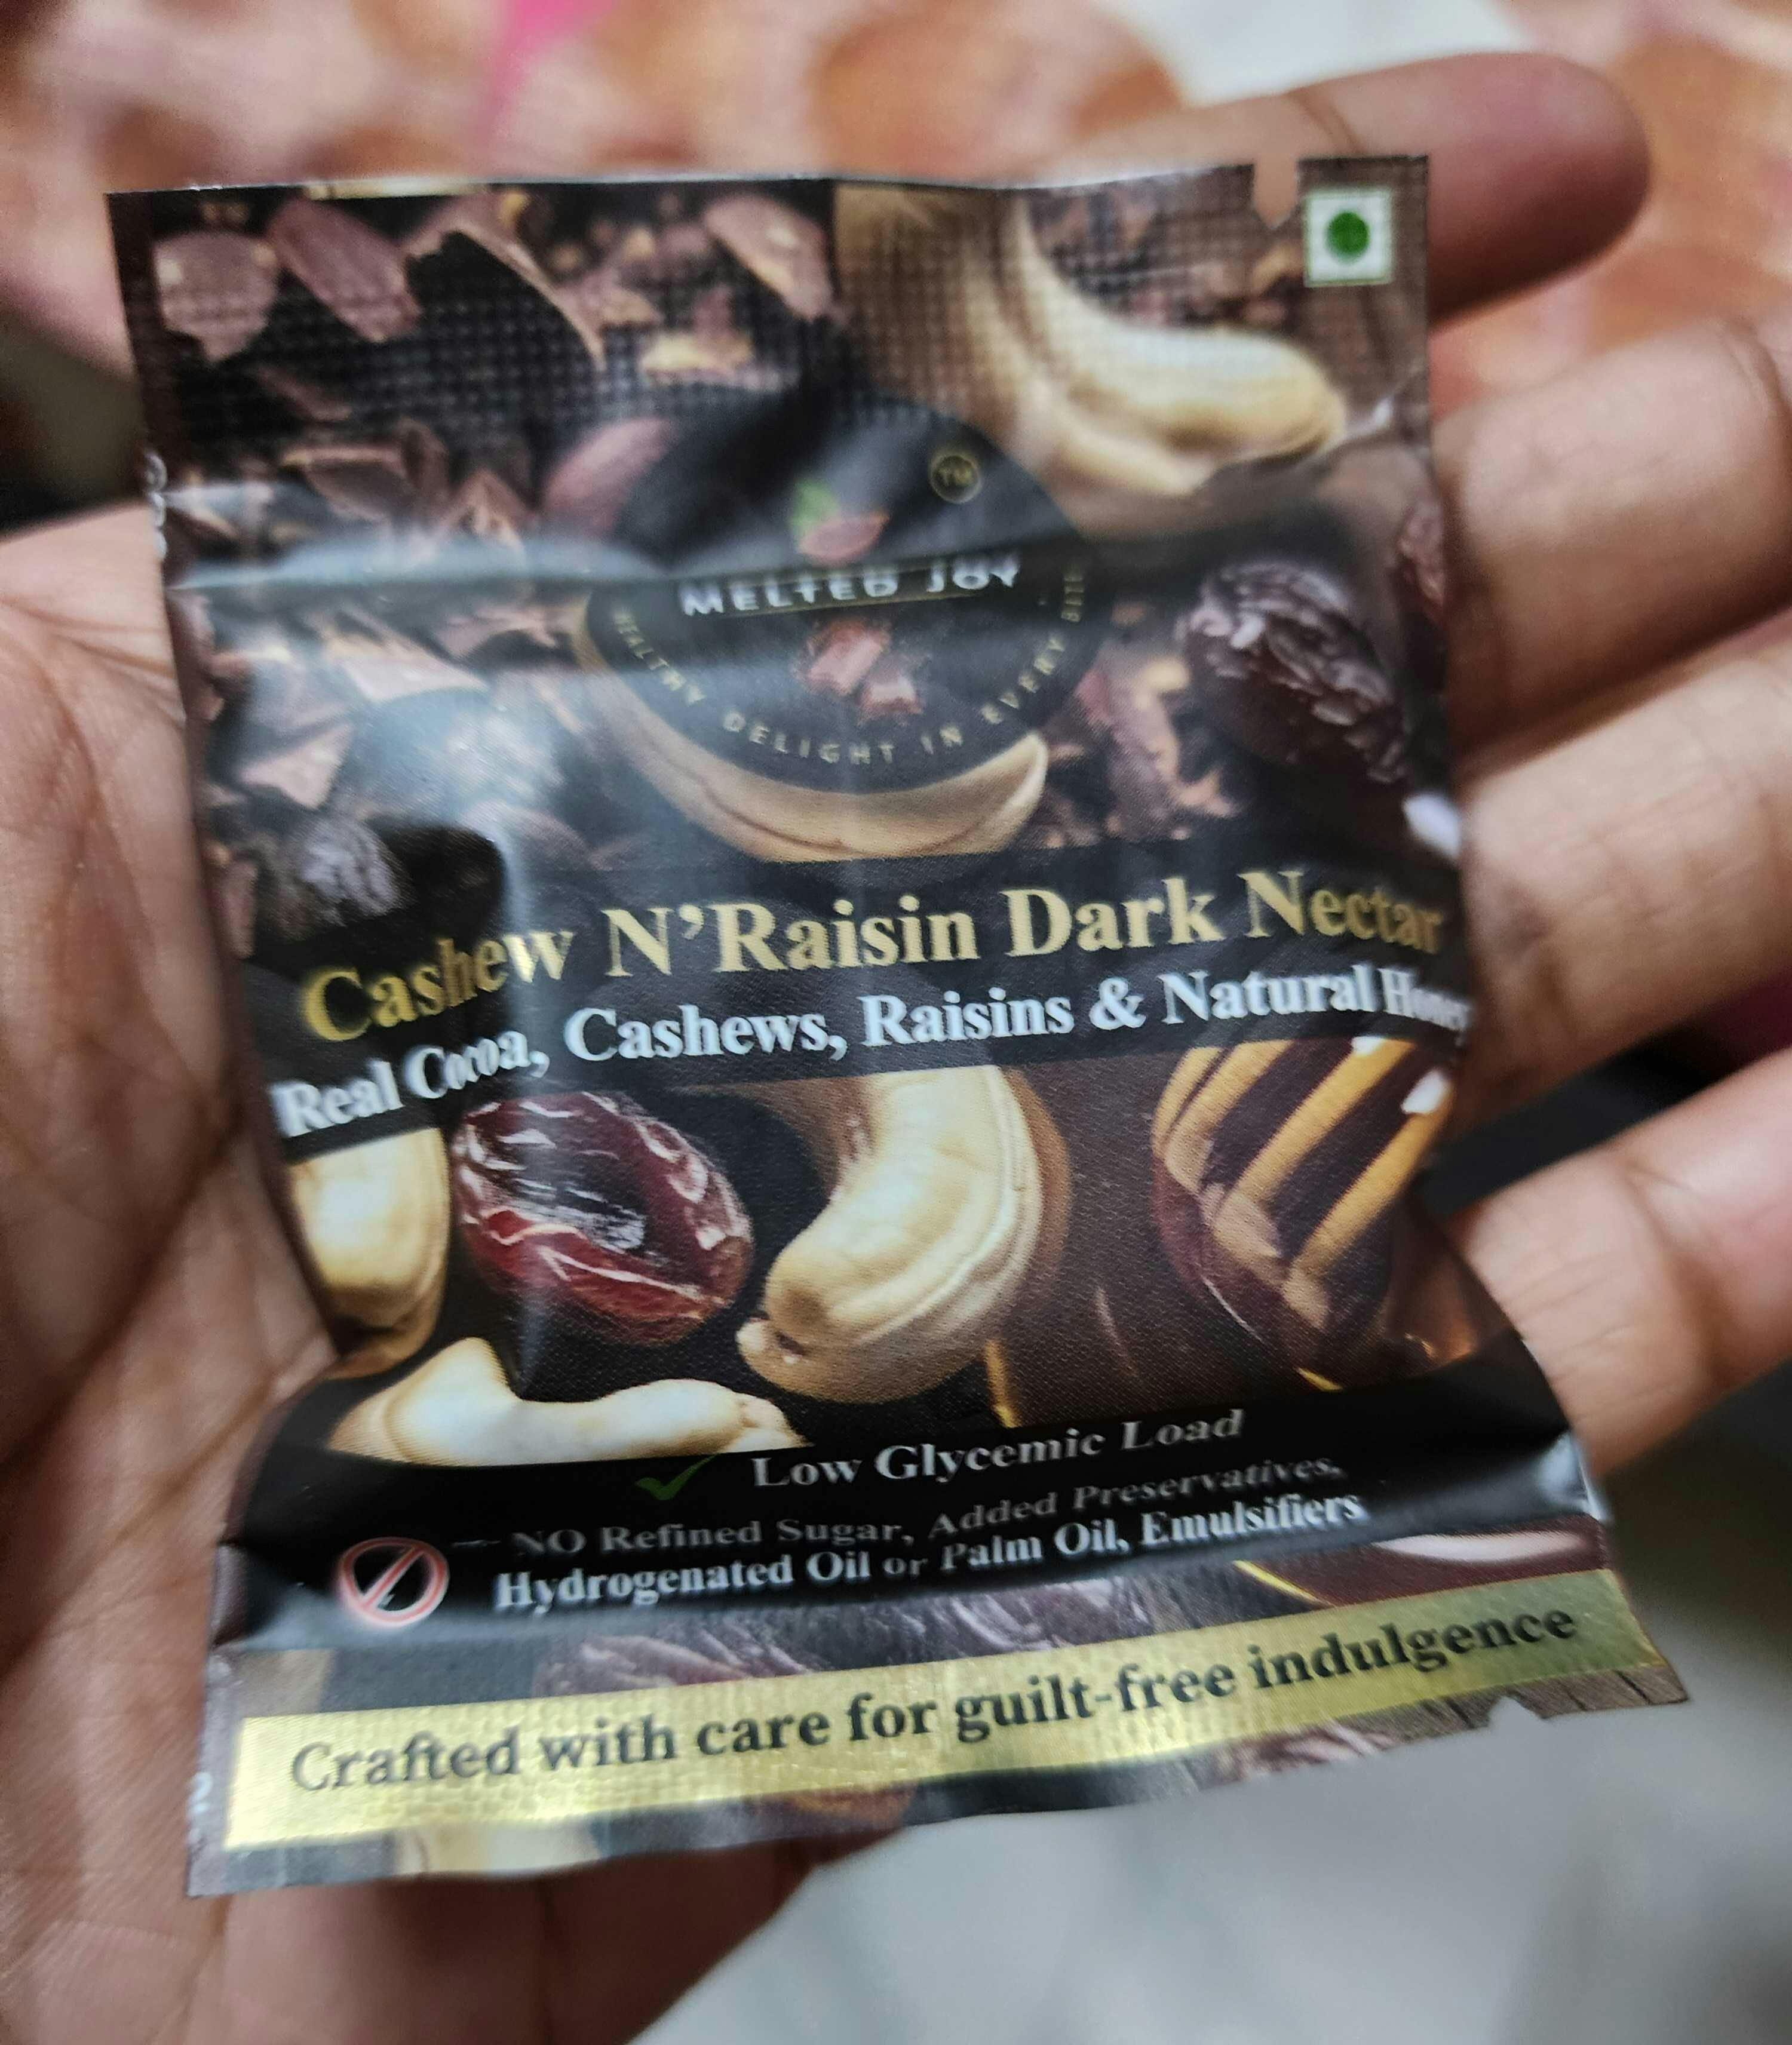 TM
MELTED JOY
HEALTHY DELIGHT IN EVERY BITE
Cashew N'Raisin Dark Nectar
Real Cocoa, Cashews, Raisins & Natural Honey
Low Glycemic Load
NO Refined Sugar, Added Preservatives,
Hydrogenated Oil or Palm Oil, Emulsifiers
Crafted with care for guilt-free indulgence